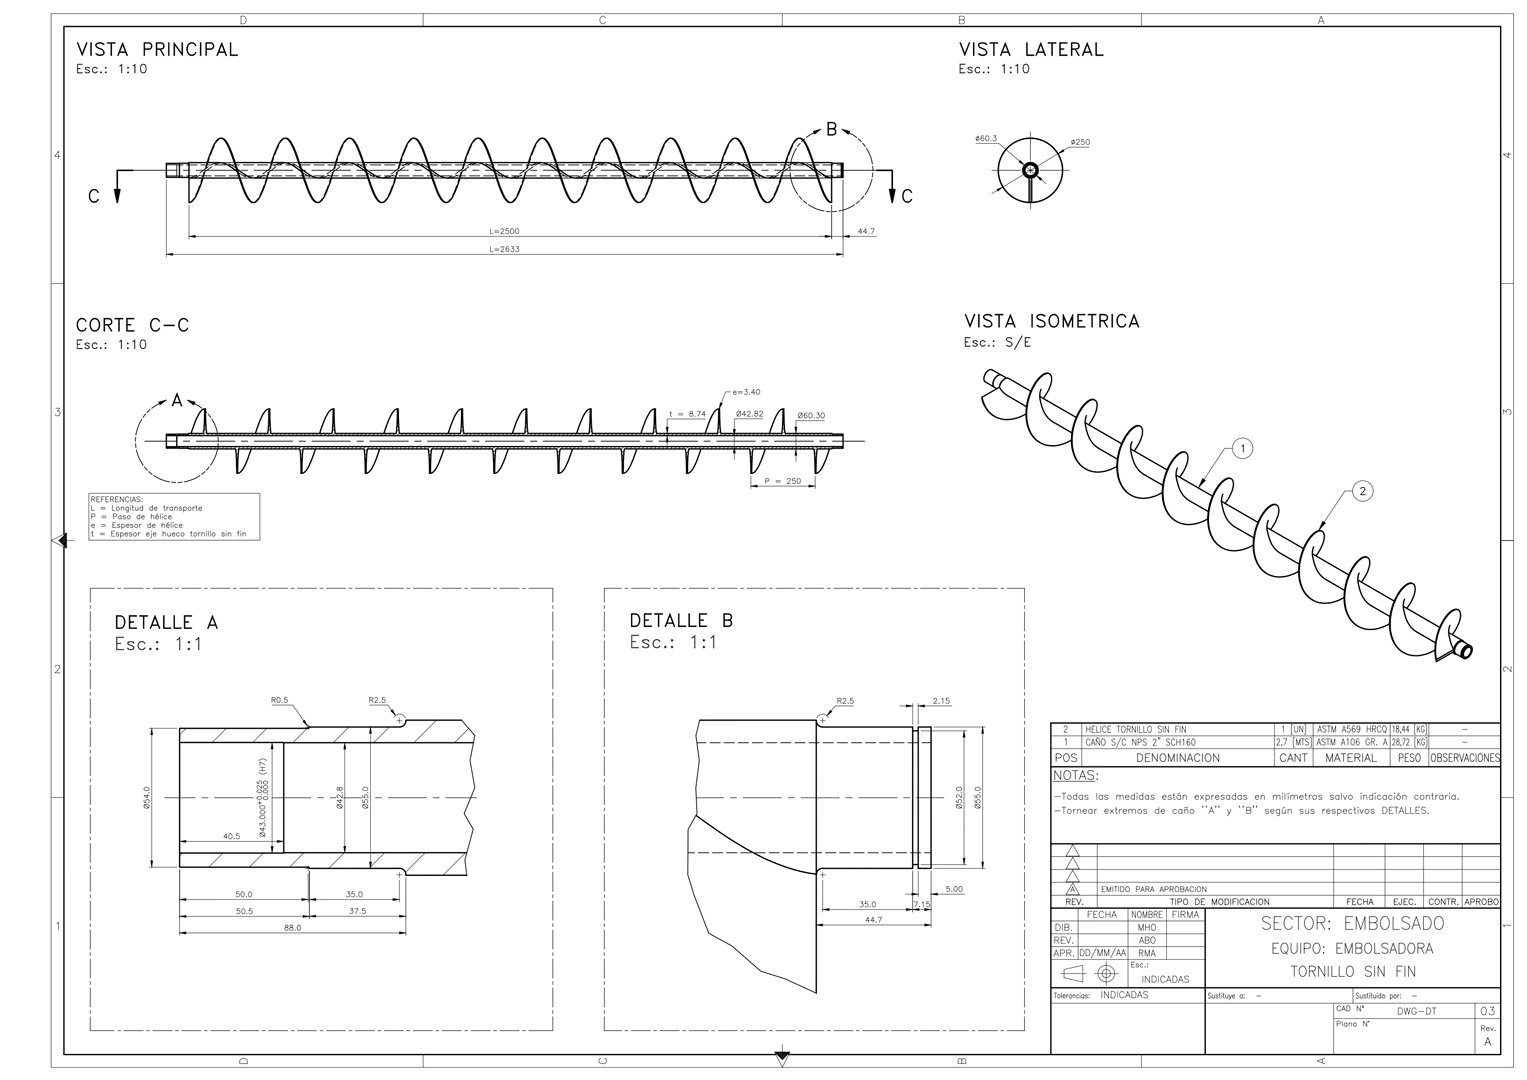 D C B A
VISTA PRINCIPAL
Esc.: 1:10
VISTA LATERAL
Esc.: 1:10
4
4
B
C
C
L=2500
44.7
L=2633
ø60.3
ø250
CORTE C-C
Esc.: 1:10
VISTA ISOMETRICA
Esc.: S/E
3
3
A
e=3.40
t = 8.74
Ø42.82
Ø60.30
P = 250
1
2
REFERENCIAS:
L = Longitud de transporte
P = Paso de hélice
e = Espesor de hélice
t = Espesor eje hueco tornillo sin fin
2
2
DETALLE A
Esc.: 1:1
R0.5
R2.5
Ø54.0
Ø43.000 +0.025 0.000 (H7)
Ø42.8
Ø55.0
40.5
50.0
35.0
50.5
37.5
88.0
DETALLE B
Esc.: 1:1
R2.5
2.15
Ø52.0
Ø55.0
5.00
35.0
7.15
44.7
1
1
2 HELICE TORNILLO SIN FIN 1 [UN] ASTM A569 HRCQ 18,44 [KG] -
1 CAÑO S/C NPS 2" SCH160 2,7 [MTS] ASTM A106 GR. A 28,72 [KG] -
POS DENOMINACION CANT MATERIAL PESO OBSERVACIONES
NOTAS:
-Todas las medidas están expresadas en milímetros salvo indicación contraria.
-Tornear extremos de caño ''A'' y ''B'' según sus respectivos DETALLES.
A EMITIDO PARA APROBACION
REV. TIPO DE MODIFICACION FECHA EJEC. CONTR. APROBO
FECHA NOMBRE FIRMA
DIB. MHO
REV. ABO
APR. DD/MM/AA RMA
Esc.:
INDICADAS
SECTOR: EMBOLSADO
EQUIPO: EMBOLSADORA
TORNILLO SIN FIN
Tolerancias: INDICADAS
Sustituye a: -
Sustituido por: -
CAD N° DWG-DT 03
Plano N°
Rev.
A
D C B A